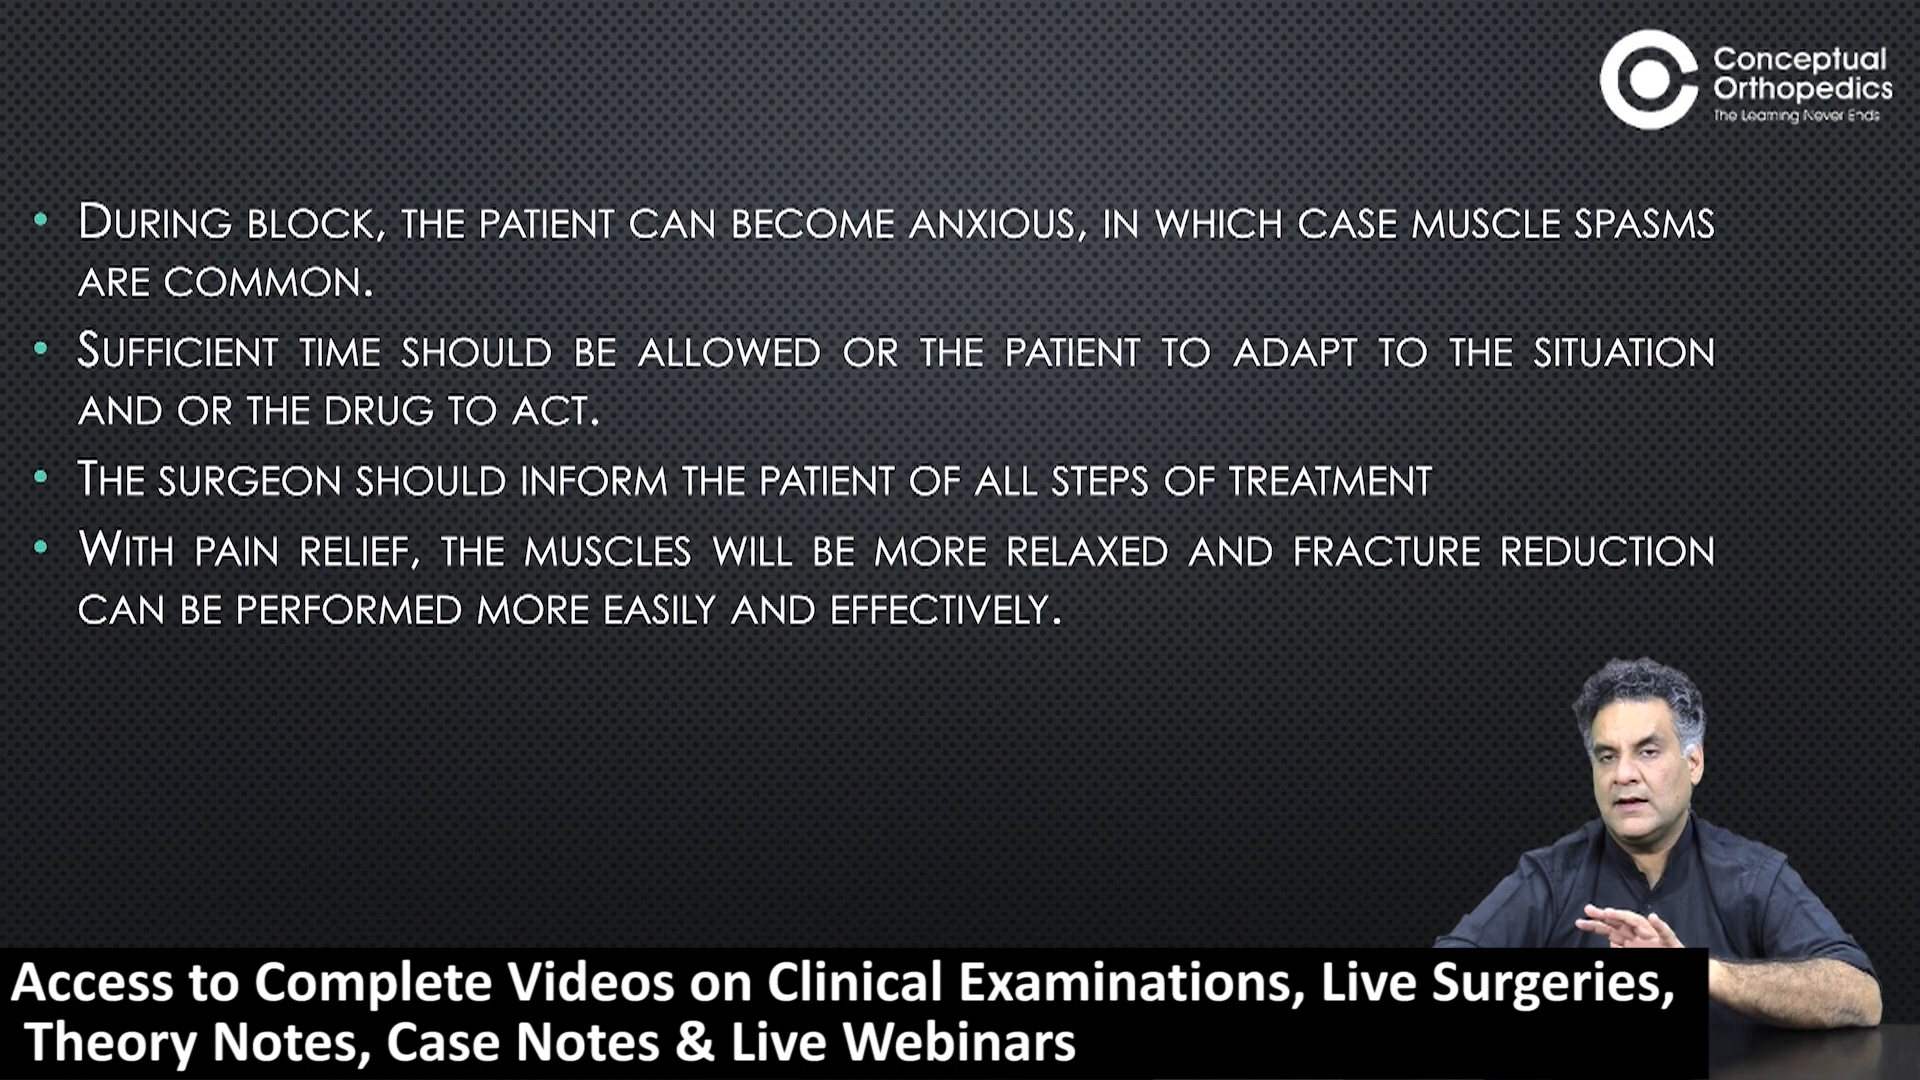 Conceptual
Orthopedics
The Learning Never Ends
• DURING BLOCK, THE PATIENT CAN BECOME ANXIOUS, IN WHICH CASE MUSCLE SPASMS
ARE COMMON.
• SUFFICIENT TIME SHOULD BE ALLOWED OR THE PATIENT TO ADAPT TO THE SITUATION
AND OR THE DRUG TO ACT.
• THE SURGEON SHOULD INFORM THE PATIENT OF ALL STEPS OF TREATMENT
• WITH PAIN RELIEF, THE MUSCLES WILL BE MORE RELAXED AND FRACTURE REDUCTION
CAN BE PERFORMED MORE EASILY AND EFFECTIVELY.
Access to Complete Videos on Clinical Examinations, Live Surgeries,
Theory Notes, Case Notes & Live Webinars